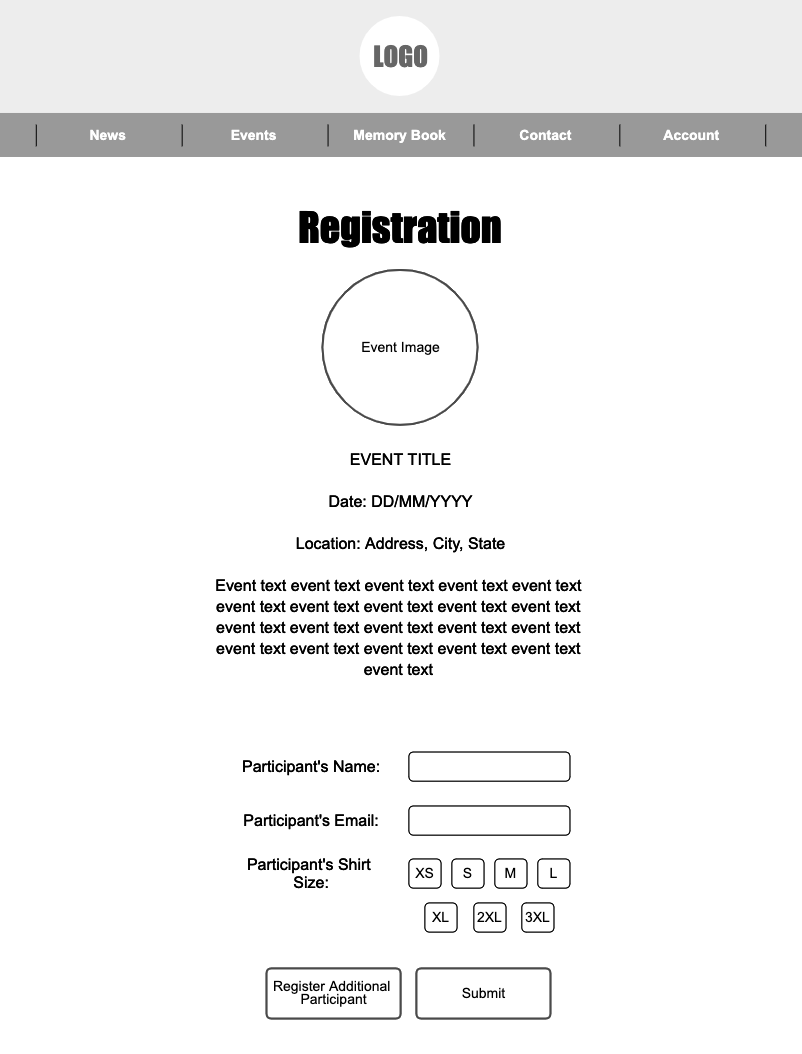 LOGO
News
Events
Memory Book
Contact
Account
Registration
Event Image
EVENT TITLE
Date: DD/MM/YYYY
Location: Address, City, State
Event text event text event text event text event text
event text event text event text event text event text
event text event text event text event text event text
event text event text event text event text event text
event text
Participant's Name:
Participant's Email:
Participant's Shirt
Size:
XS
S
M
L
XL
2XL
3XL
Register Additional
Participant
Submit